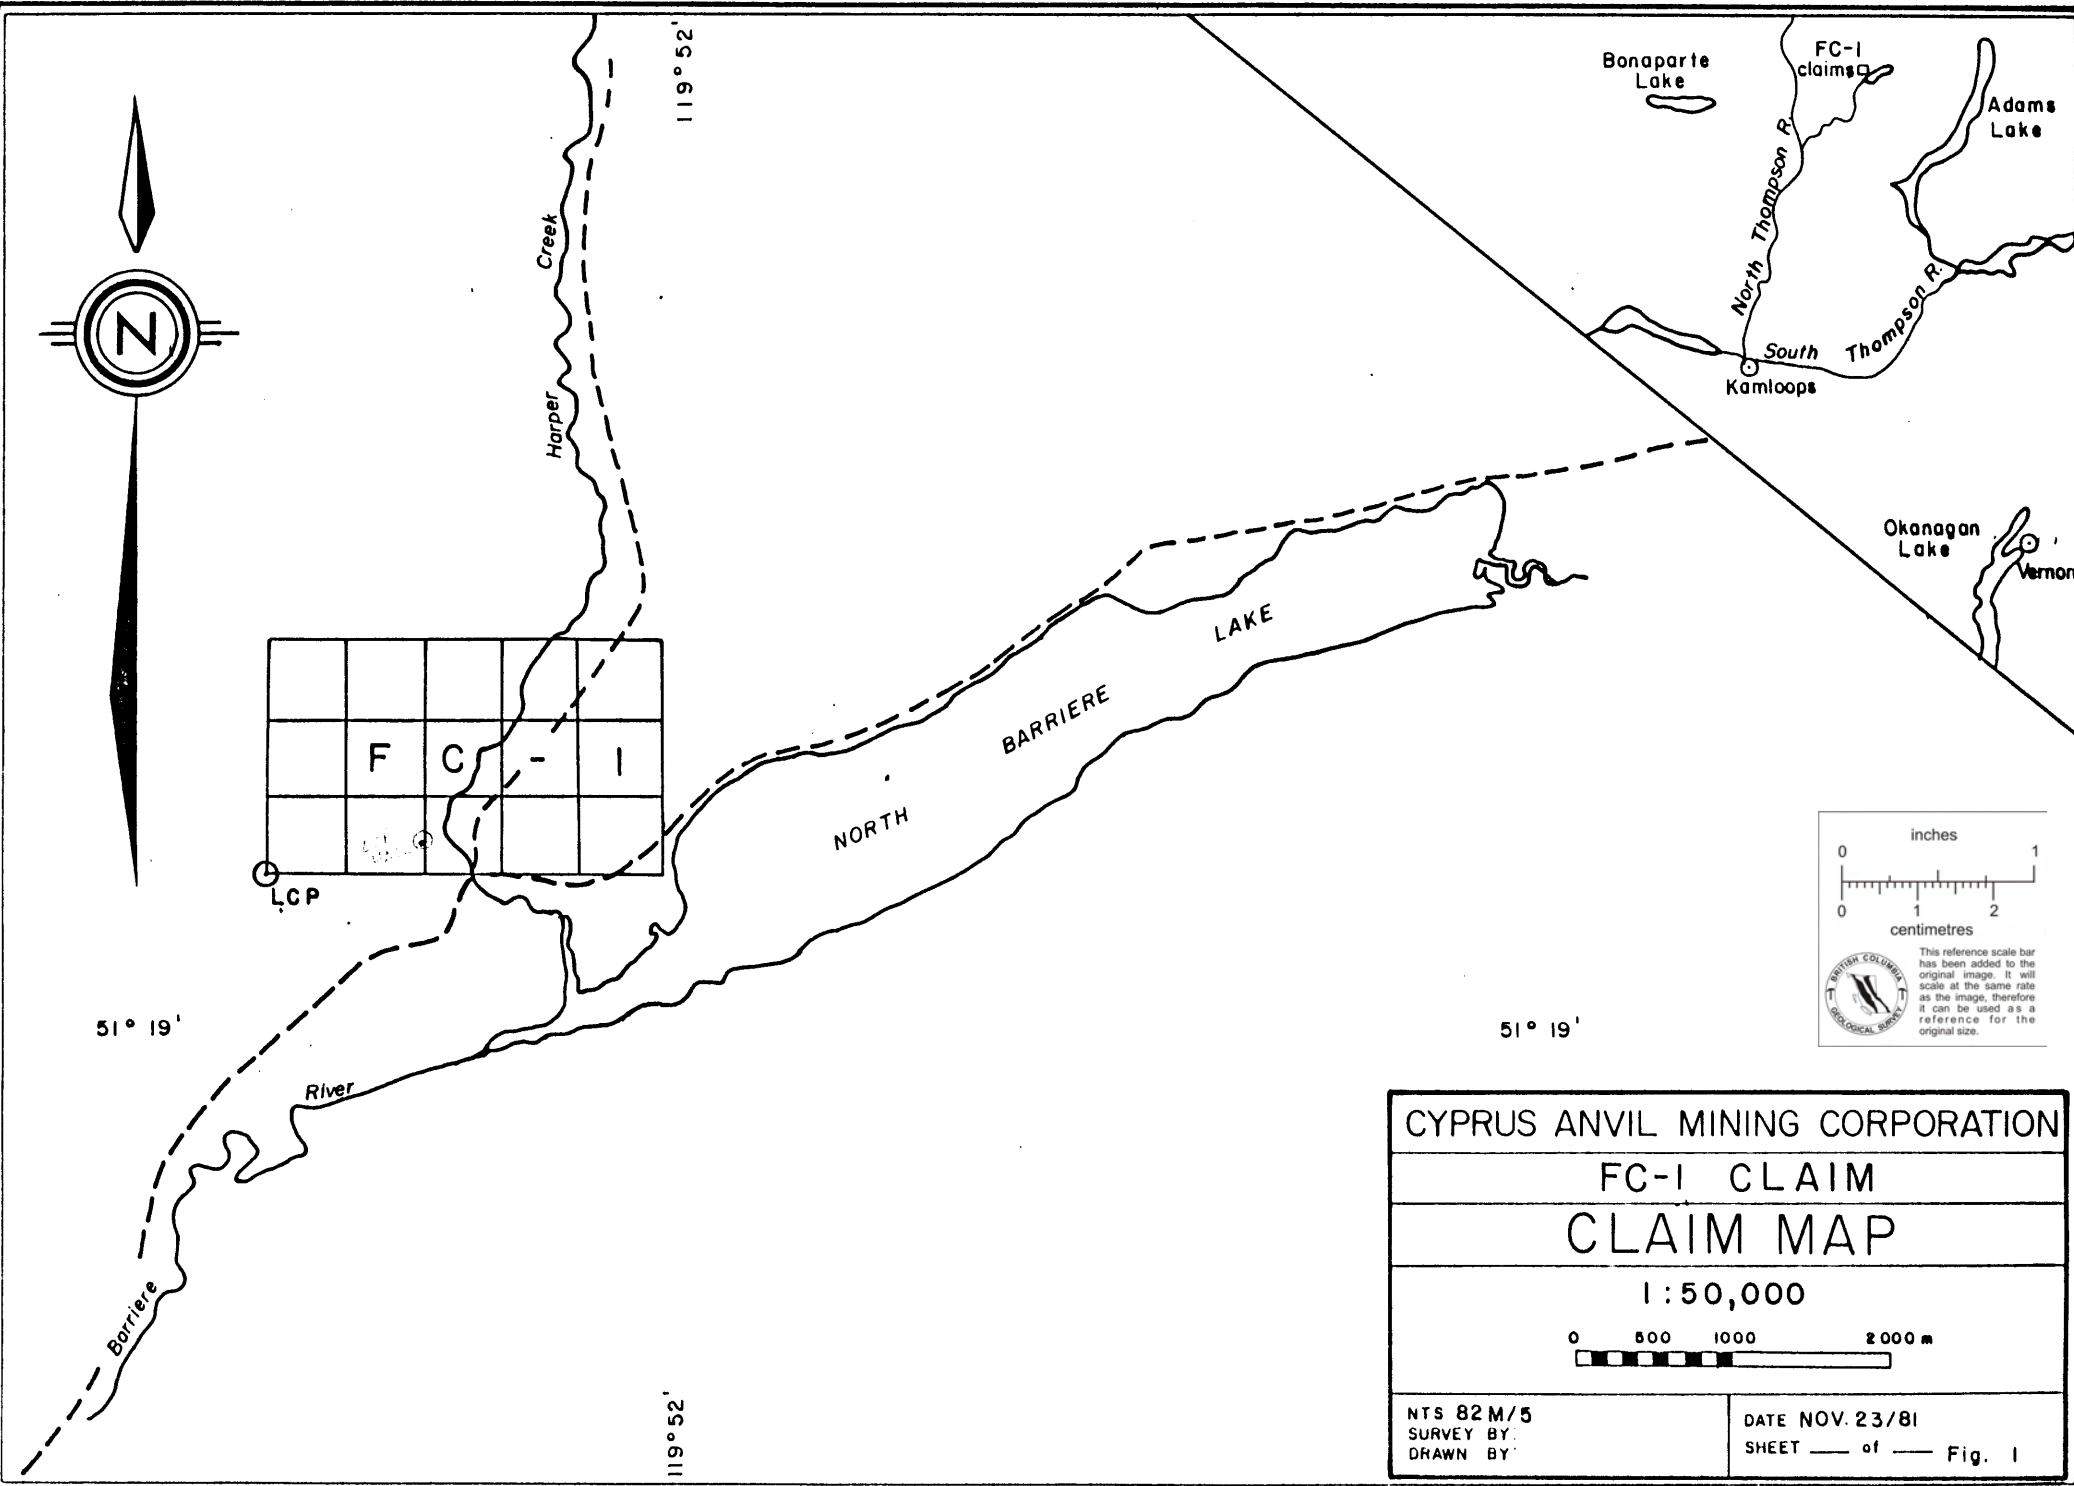 119°52'
Bonaparte
Lake
FC-1
claims
Adams
Lake
North Thompson R.
South Thompson R.
Kamloops
Okanagan
Lake
Vernon
N
Harper Creek
F C - 1
LCP
NORTH BARRIERE LAKE
51° 19'
51° 19'
Barriere River
119°52'
inches
0 1
0 1 2
centimetres
BRITISH COLUMBIA
GEOLOGICAL SURVEY
This reference scale bar
has been added to the
original image. It will
scale at the same rate
as the image, therefore
it can be used as a
reference for the
original size.
CYPRUS ANVIL MINING CORPORATION
FC-1 CLAIM
CLAIM MAP
1:50,000
0 500 1000 2000 m
NTS 82M/5
SURVEY BY:
DRAWN BY
DATE NOV. 23/81
SHEET ___ of ___ Fig. 1